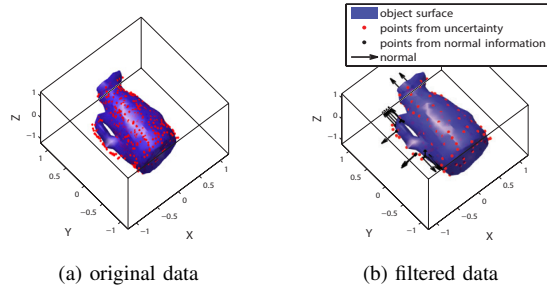 object surface
points from uncertainty
points from normal information
normal
1
0
−1
Z
1
0.5
0
−0.5
−1
Y
−1
−0.5
0
0.5
1
X
1
0
−1
Z
1
0.5
0
−0.5
−1
Y
−1
−0.5
0
0.5
1
X
(a) original data
(b) filtered data